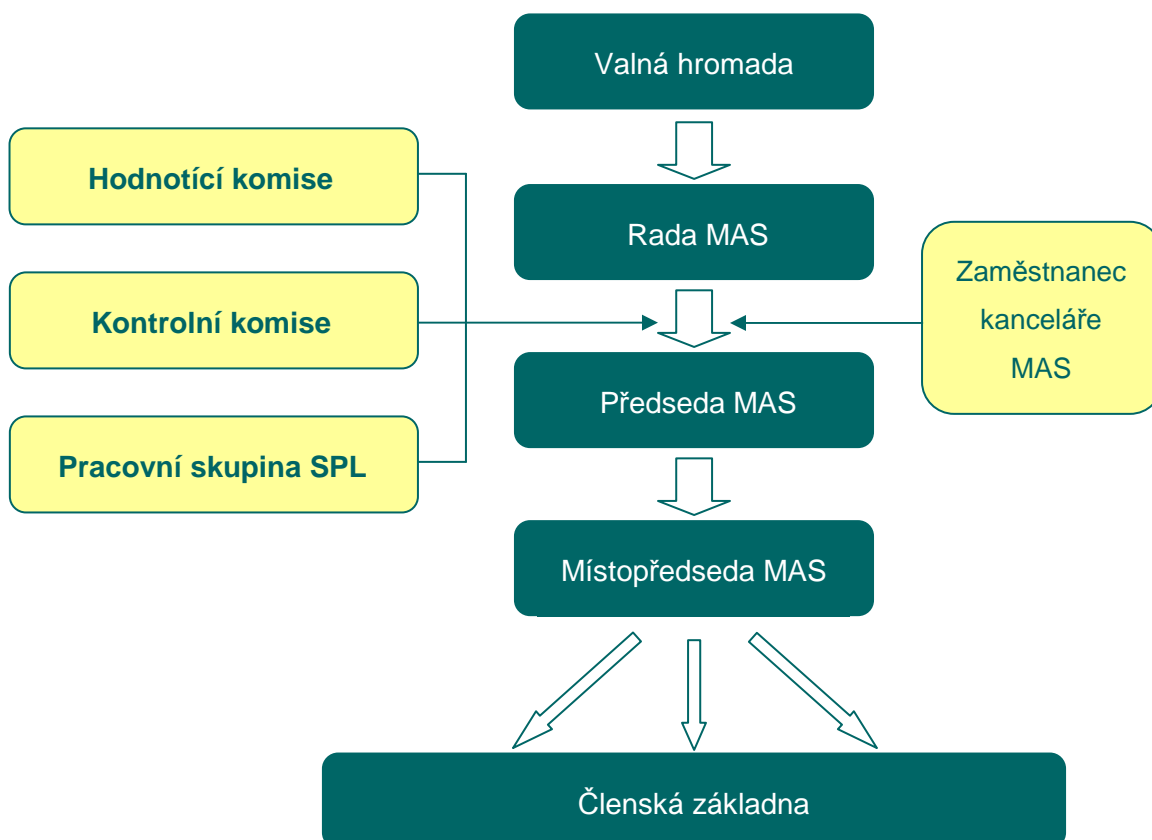 Valná hromada
Hodnotící komise
Rada MAS
Zaměstnanec
kanceláře
MAS
Kontrolní komise
Předseda MAS
Pracovní skupina SPL
Místopředseda MAS
Členská základna